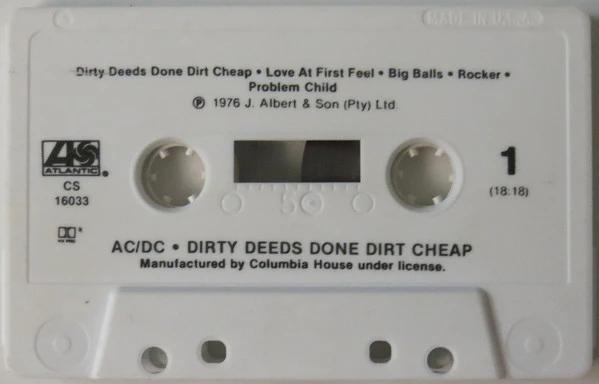 MADE IN U.S.A.
Dirty Deeds Done Dirt Cheap • Love At First Feel • Big Balls • Rocker •
Problem Child
℗ 1976 J. Albert & Son (Pty) Ltd.
ATLANTIC
CS
16033
1
(18:18)
50
AC/DC • DIRTY DEEDS DONE DIRT CHEAP
Manufactured by Columbia House under license.